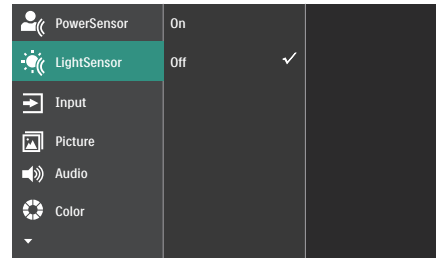 PowerSensor
On
LightSensor
Off
Input
Picture
Audio
Color